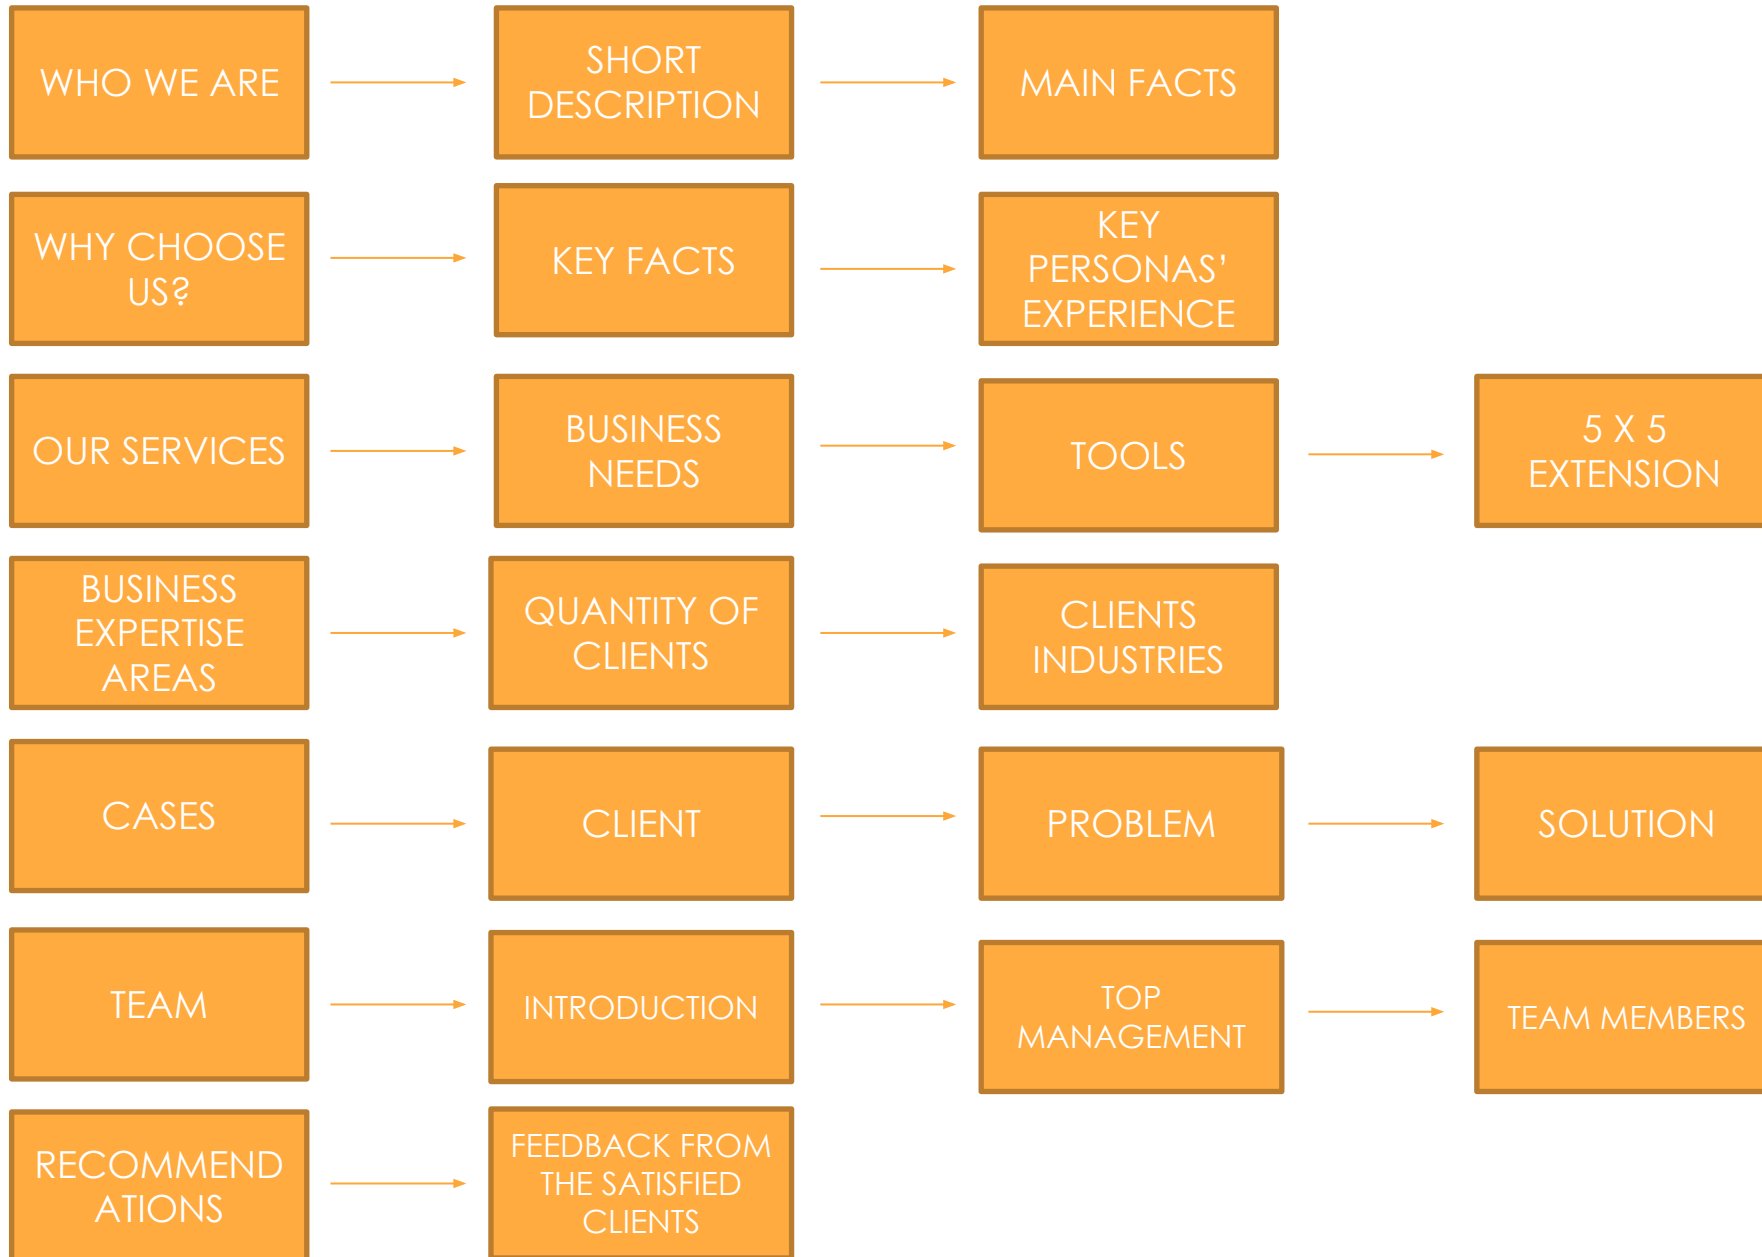 WHO WE ARE
SHORT
DESCRIPTION
MAIN FACTS
WHY CHOOSE
US?
KEY FACTS
KEY
PERSONAS’
EXPERIENCE
OUR SERVICES
BUSINESS
NEEDS
TOOLS
5 X 5
EXTENSION
BUSINESS
EXPERTISE
AREAS
QUANTITY OF
CLIENTS
CLIENTS
INDUSTRIES
CASES
CLIENT
PROBLEM
SOLUTION
TEAM
INTRODUCTION
TOP
MANAGEMENT
TEAM MEMBERS
RECOMMEND
ATIONS
FEEDBACK FROM
THE SATISFIED
CLIENTS